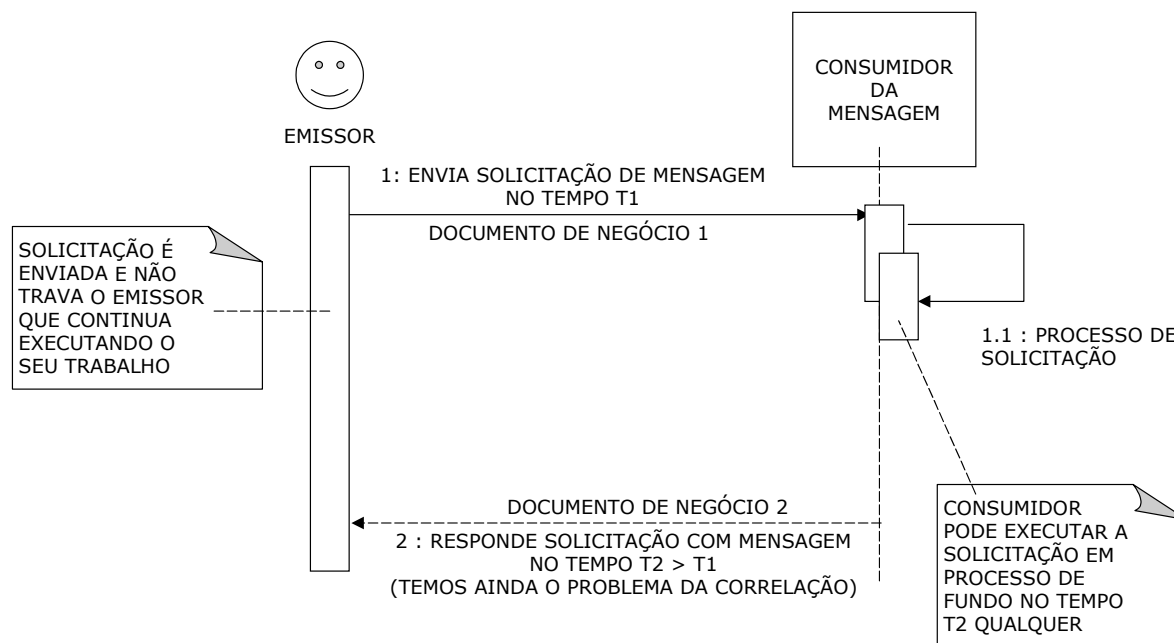 EMISSOR
CONSUMIDOR
DA
MENSAGEM
1: ENVIA SOLICITAÇÃO DE MENSAGEM
NO TEMPO T1
DOCUMENTO DE NEGÓCIO 1
SOLICITAÇÃO É
ENVIADA E NÃO
TRAVA O EMISSOR
QUE CONTINUA
EXECUTANDO O
SEU TRABALHO
1.1 : PROCESSO DE
SOLICITAÇÃO
DOCUMENTO DE NEGÓCIO 2
2 : RESPONDE SOLICITAÇÃO COM MENSAGEM
NO TEMPO T2 > T1
(TEMOS AINDA O PROBLEMA DA CORRELAÇÃO)
CONSUMIDOR
PODE EXECUTAR A
SOLICITAÇÃO EM
PROCESSO DE
FUNDO NO TEMPO
T2 QUALQUER